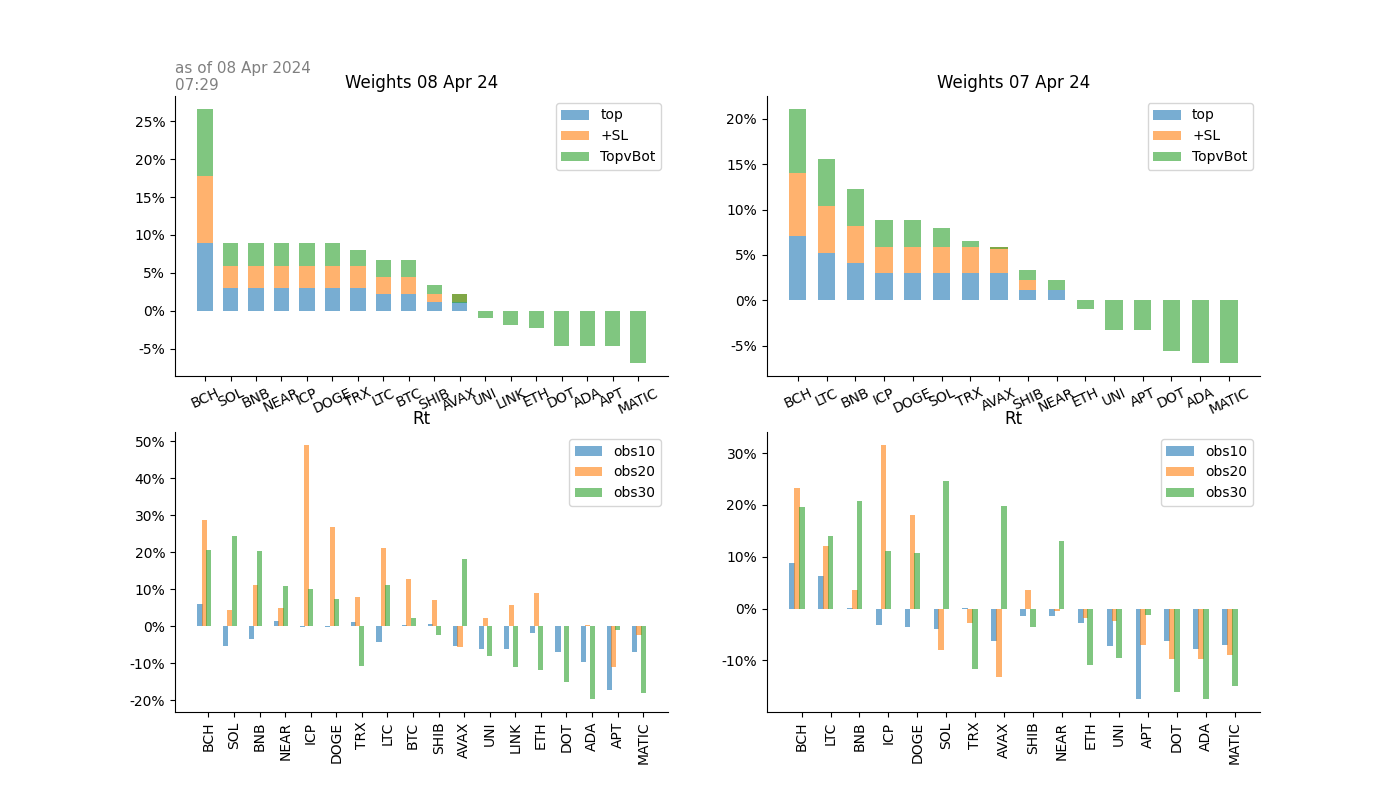 as of 08 Apr 2024
07:29
Weights 08 Apr 24
25%
20%
15%
10%
5%
0%
-5%
top
+SL
TopvBot
BCH SOL BNB NEAR ICP DOGE TRX LTC BTC SHIB AVAX UNI LINK ETH DOT ADA APT MATIC
Weights 07 Apr 24
20%
15%
10%
5%
0%
-5%
top
+SL
TopvBot
BCH LTC BNB ICP DOGE SOL TRX AVAX SHIB NEAR ETH UNI APT DOT ADA MATIC
Rt
50%
40%
30%
20%
10%
0%
-10%
-20%
obs10
obs20
obs30
BCH SOL BNB NEAR ICP DOGE TRX LTC BTC SHIB AVAX UNI LINK ETH DOT ADA APT MATIC
Rt
30%
20%
10%
0%
-10%
obs10
obs20
obs30
BCH LTC BNB ICP DOGE SOL TRX AVAX SHIB NEAR ETH UNI APT DOT ADA MATIC